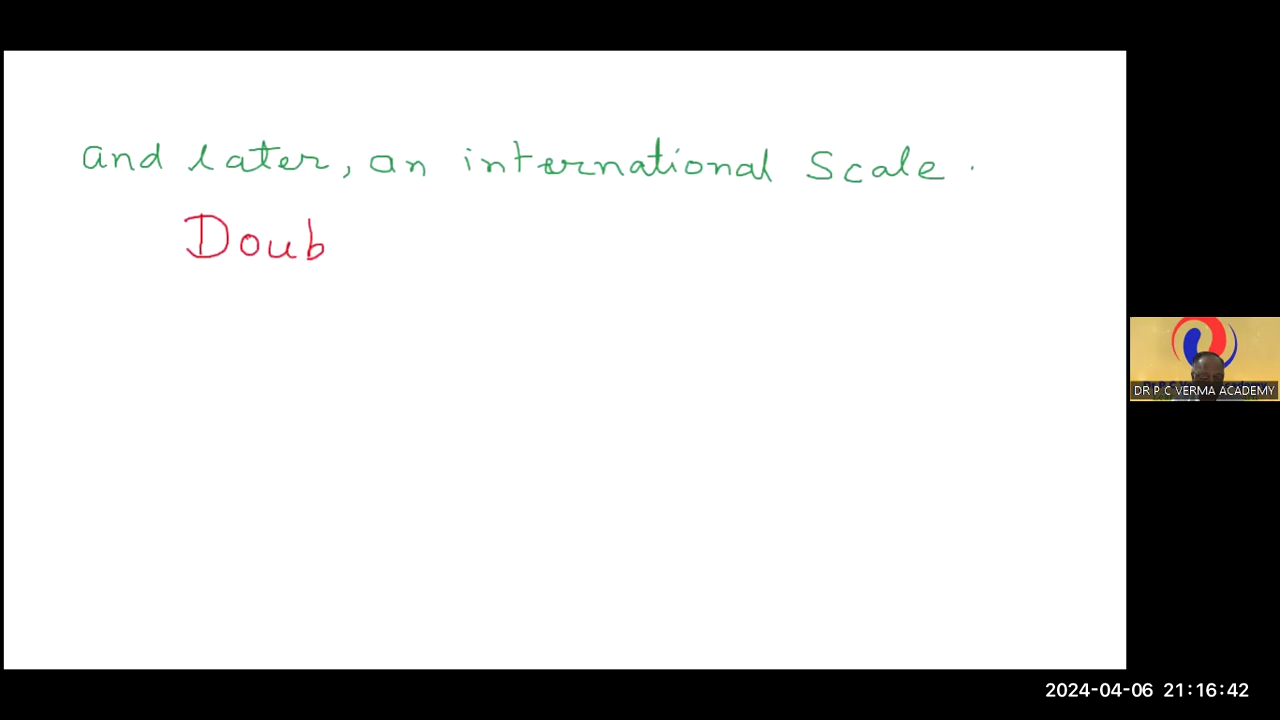 and later, an international Scale.
Doub
DR P C VERMA ACADEMY
2024-04-06 21:16:42